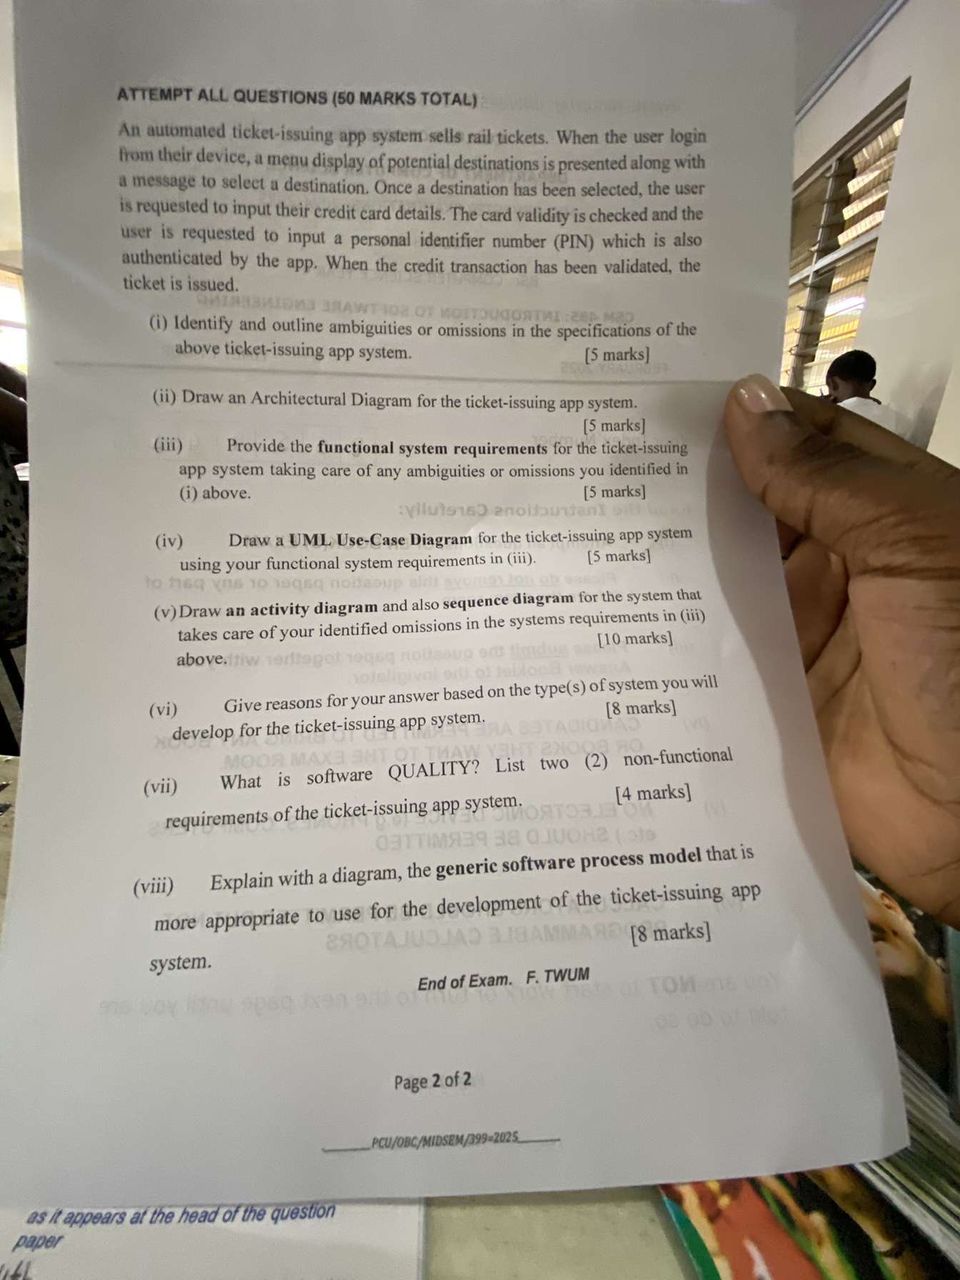 ATTEMPT ALL QUESTIONS (50 MARKS TOTAL)
An automated ticket-issuing app system sells rail tickets. When the user login
from their device, a menu display of potential destinations is presented along with
a message to select a destination. Once a destination has been selected, the user
is requested to input their credit card details. The card validity is checked and the
user is requested to input a personal identifier number (PIN) which is also
authenticated by the app. When the credit transaction has been validated, the
ticket is issued.
(i) Identify and outline ambiguities or omissions in the specifications of the
above ticket-issuing app system. [5 marks]
(ii) Draw an Architectural Diagram for the ticket-issuing app system.
[5 marks]
(iii) Provide the functional system requirements for the ticket-issuing
app system taking care of any ambiguities or omissions you identified in
(i) above. [5 marks]
(iv) Draw a UML Use-Case Diagram for the ticket-issuing app system
using your functional system requirements in (iii). [5 marks]
(v) Draw an activity diagram and also sequence diagram for the system that
takes care of your identified omissions in the systems requirements in (iii)
above. [10 marks]
(vi) Give reasons for your answer based on the type(s) of system you will
develop for the ticket-issuing app system. [8 marks]
(vii) What is software QUALITY? List two (2) non-functional
requirements of the ticket-issuing app system. [4 marks]
(viii) Explain with a diagram, the generic software process model that is
more appropriate to use for the development of the ticket-issuing app
system. [8 marks]
End of Exam. F. TWUM
Page 2 of 2
PCU/OBC/MIDSEM/399=2025
as it appears at the head of the question
paper